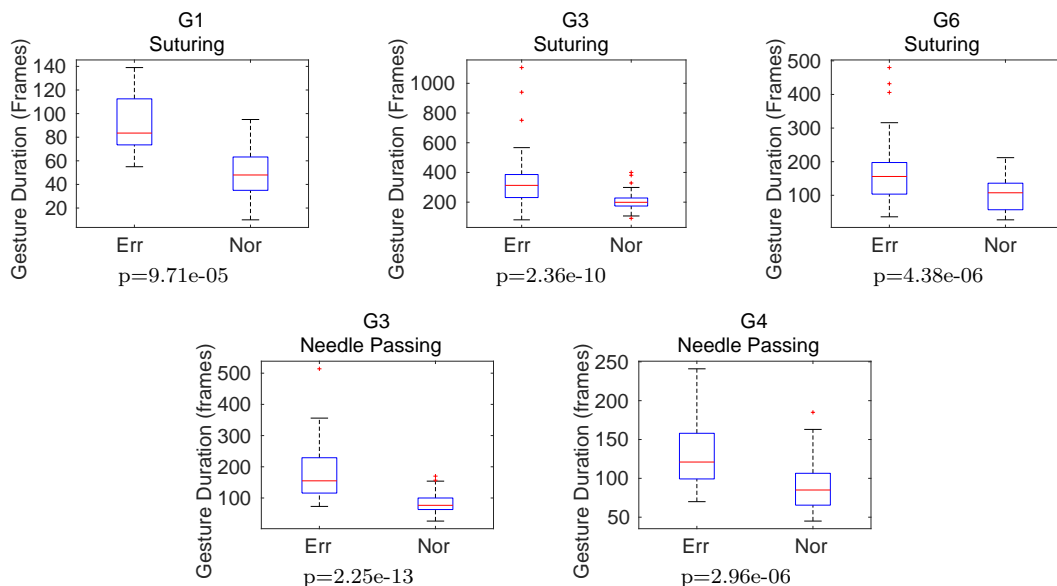 G1
Suturing
Gesture Duration (Frames)
140
120
100
80
60
40
20
Err
Nor
p=9.71e-05
G3
Suturing
Gesture Duration (Frames)
1000
800
600
400
200
Err
Nor
p=2.36e-10
G6
Suturing
Gesture Duration (Frames)
500
400
300
200
100
Err
Nor
p=4.38e-06
G3
Needle Passing
Gesture Duration (frames)
500
400
300
200
100
Err
Nor
p=2.25e-13
G4
Needle Passing
Gesture Duration (frames)
250
200
150
100
50
Err
Nor
p=2.96e-06